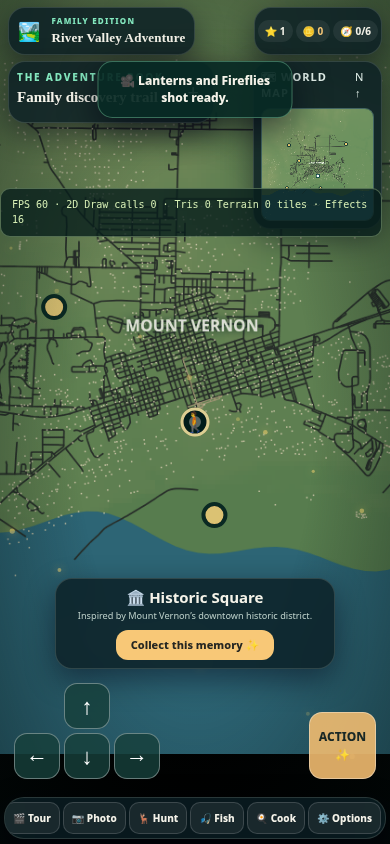 🏞️ FAMILY EDITION
River Valley Adventure
⭐ 1 🪙 0 🧭 0/6
THE ADVENT
Family discovery trail
🎥 Lanterns and Fireflies
shot ready.
WORLD
MAP
N
↑
FPS 60 · 2D Draw calls 0 · Tris 0 Terrain 0 tiles · Effects
16
MOUNT VERNON
🏛️ Historic Square
Inspired by Mount Vernon's downtown historic district.
Collect this memory ✨
↑
← ↓ →
ACTION
✨
🎬 Tour 📷 Photo 🦌 Hunt 🎣 Fish 🍳 Cook ⚙️ Options